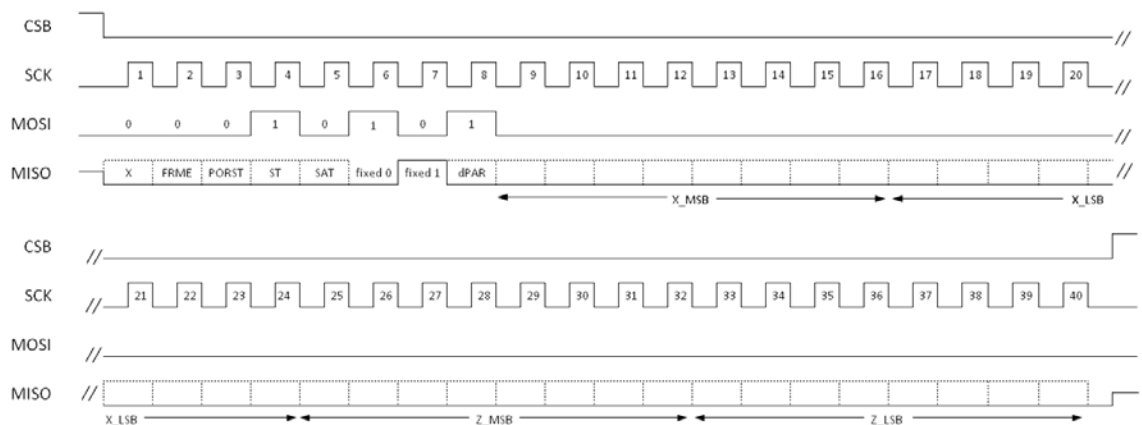 CSB //
SCK 1 2 3 4 5 6 7 8 9 10 11 12 13 14 15 16 17 18 19 20 //
MOSI 0 0 0 1 0 1 0 1 //
MISO X FRME PORST ST SAT fixed 0 fixed 1 dPAR //
X_MSB X_LSB
CSB //
SCK // 21 22 23 24 25 26 27 28 29 30 31 32 33 34 35 36 37 38 39 40
MOSI //
MISO //
X_LSB Z_MSB Z_LSB